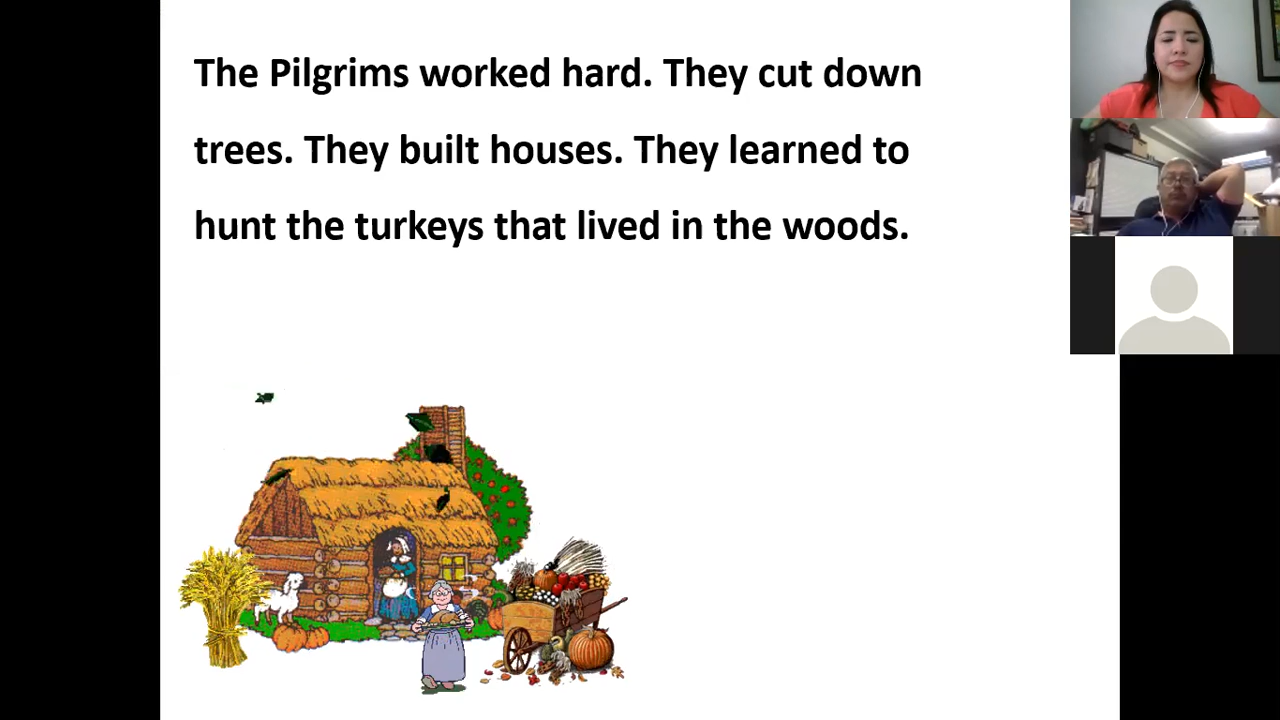 The Pilgrims worked hard. They cut down
trees. They built houses. They learned to
hunt the turkeys that lived in the woods.